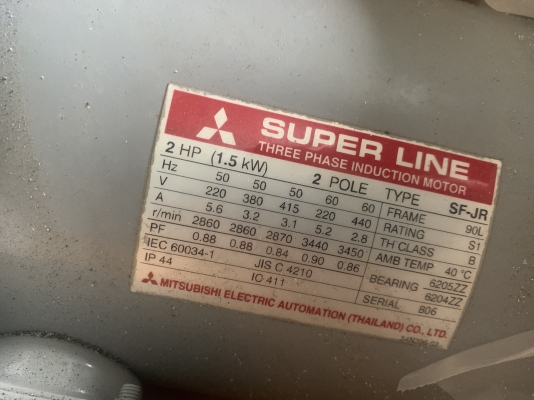 SUPER LINE
THREE PHASE INDUCTION MOTOR
2 HP (1.5 kW) 2 POLE TYPE SF-JR
Hz 50 50 50 60 60 FRAME 90L
V 220 380 415 220 440 RATING S1
A 5.6 3.2 3.1 5.2 2.8 TH CLASS B
r/min 2860 2860 2870 3440 3450 AMB TEMP 40 °C
PF 0.88 0.88 0.84 0.90 0.86 BEARING 6205ZZ
IEC 60034-1 JIS C 4210 6204ZZ
IP 44 IC 411 SERIAL 806
MITSUBISHI ELECTRIC AUTOMATION (THAILAND) CO., LTD.